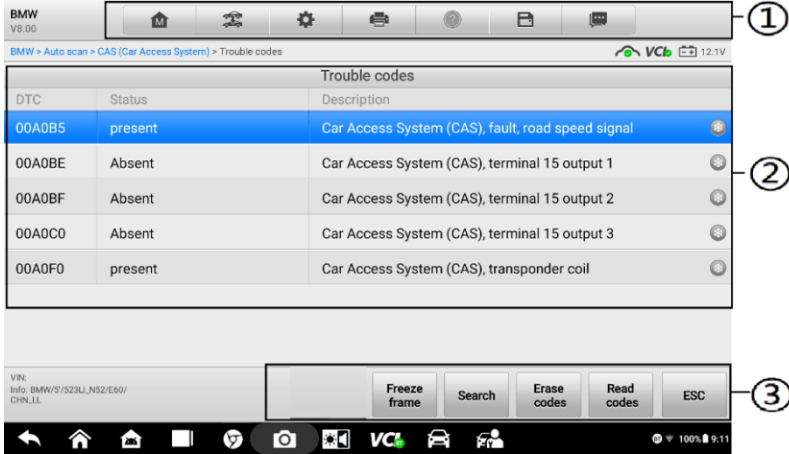 BMW
V8.00
M
?
①
BMW > Auto scan > CAS (Car Access System) > Trouble codes
VCI 12.1V
Trouble codes
DTC Status Description
00A0B5 present Car Access System (CAS), fault, road speed signal
00A0BE Absent Car Access System (CAS), terminal 15 output 1
②
00A0BF Absent Car Access System (CAS), terminal 15 output 2
00A0C0 Absent Car Access System (CAS), terminal 15 output 3
00A0F0 present Car Access System (CAS), transponder coil
VIN:
Info: BMW/5'/523Li_N52/E60/
CHN_LL
Freeze
frame
Search
Erase
codes
Read
codes
ESC
③
VCI 100% 9:11